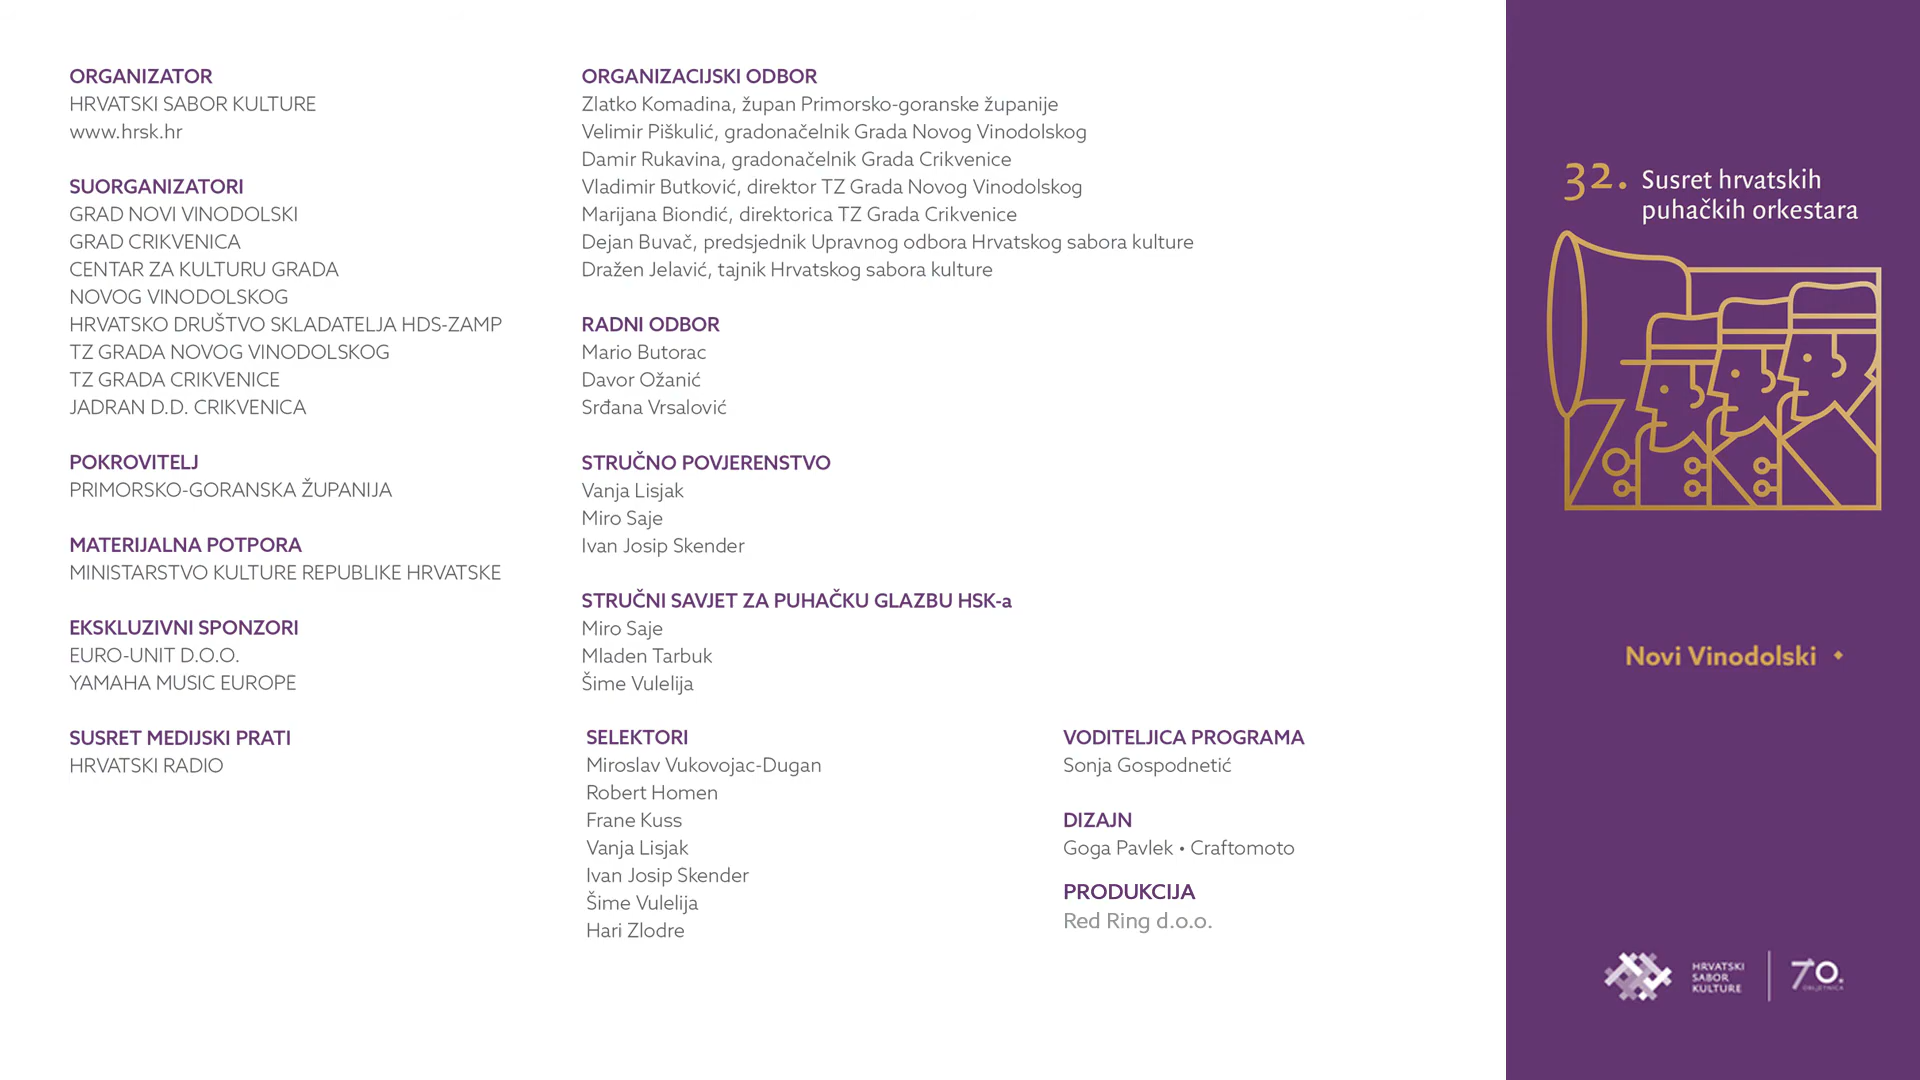 ORGANIZATOR
HRVATSKI SABOR KULTURE
www.hrsk.hr
SUORGANIZATORI
GRAD NOVI VINODOLSKI
GRAD CRIKVENICA
CENTAR ZA KULTURU GRADA
NOVOG VINODOLSKOG
HRVATSKO DRUŠTVO SKLADATELJA HDS-ZAMP
TZ GRADA NOVOG VINODOLSKOG
TZ GRADA CRIKVENICE
JADRAN D.D. CRIKVENICA
POKROVITELJ
PRIMORSKO-GORANSKA ŽUPANIJA
MATERIJALNA POTPORA
MINISTARSTVO KULTURE REPUBLIKE HRVATSKE
EKSKLUZIVNI SPONZORI
EURO-UNIT D.O.O.
YAMAHA MUSIC EUROPE
SUSRET MEDIJSKI PRATI
HRVATSKI RADIO
ORGANIZACIJSKI ODBOR
Zlatko Komadina, župan Primorsko-goranske županije
Velimir Piškulić, gradonačelnik Grada Novog Vinodolskog
Damir Rukavina, gradonačelnik Grada Crikvenice
Vladimir Butković, direktor TZ Grada Novog Vinodolskog
Marijana Biondić, direktorica TZ Grada Crikvenice
Dejan Buvač, predsjednik Upravnog odbora Hrvatskog sabora kulture
Dražen Jelavić, tajnik Hrvatskog sabora kulture
RADNI ODBOR
Mario Butorac
Davor Ožanić
Srđana Vrsalović
STRUČNO POVJERENSTVO
Vanja Lisjak
Miro Saje
Ivan Josip Skender
STRUČNI SAVJET ZA PUHAČKU GLAZBU HSK-a
Miro Saje
Mladen Tarbuk
Šime Vulelija
SELEKTORI
Miroslav Vukovojac-Dugan
Robert Homen
Frane Kuss
Vanja Lisjak
Ivan Josip Skender
Šime Vulelija
Hari Zlodre
VODITELJICA PROGRAMA
Sonja Gospodnetić
DIZAJN
Goga Pavlek • Craftomoto
PRODUKCIJA
Red Ring d.o.o.
32. Susret hrvatskih
puhačkih orkestara
Novi Vinodolski
HRVATSKI
SABOR
KULTURE
70.
OBLJETNICA